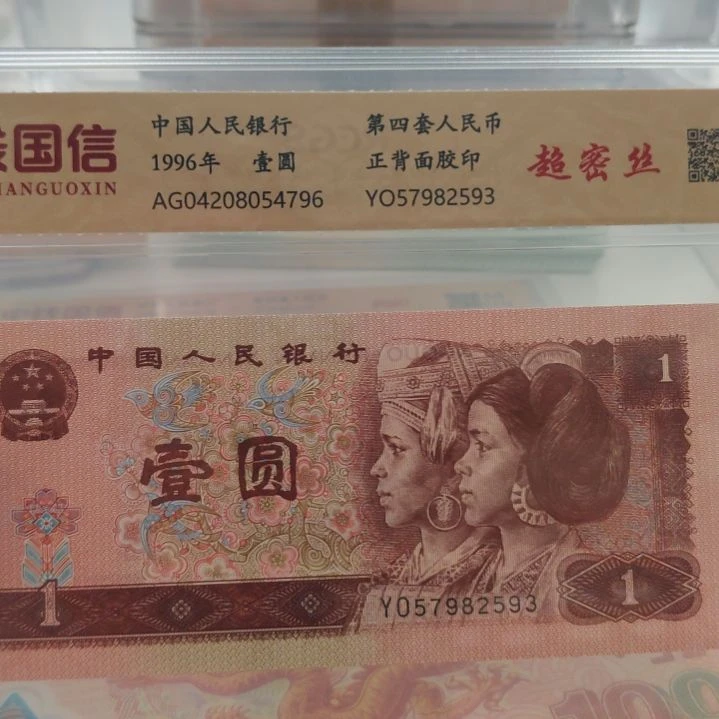 国信
ANGUOXIN
中国人民银行
1996年 壹圆
AG04208054796
第四套人民币
正背面胶印
YO57982593
超密丝
中国人民银行
1
壹圆
1
YO57982593
1
100